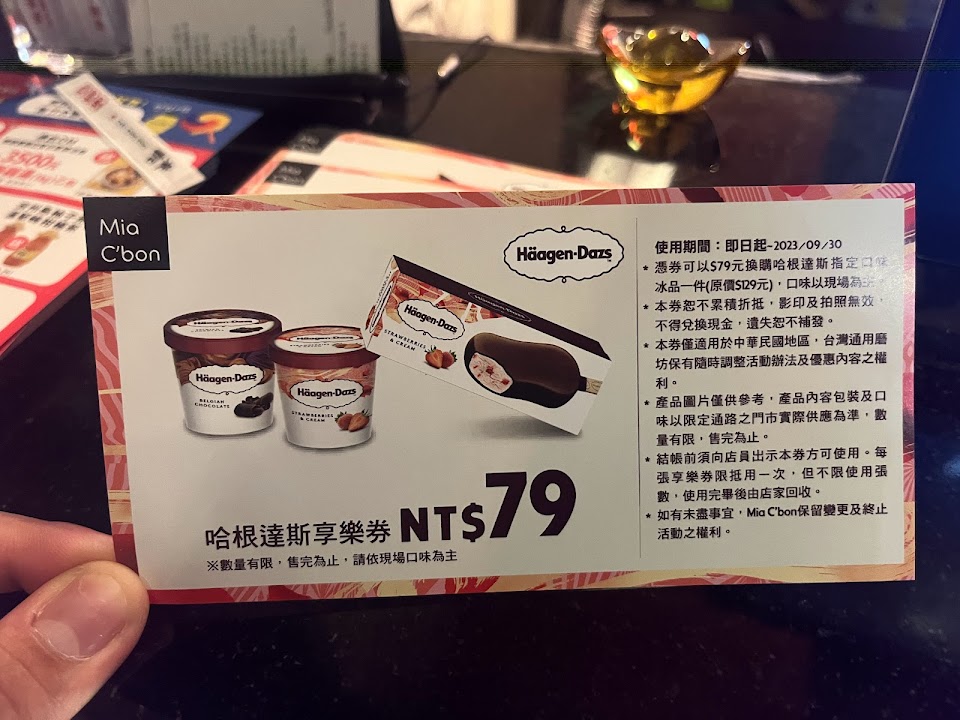 3500元
Mia C'bon
Mia
C'bon
Häagen-Dazs
Häagen-Dazs
BELGIAN
CHOCOLATE
Häagen-Dazs
STRAWBERRIES
& CREAM
Häagen-Dazs
Häagen-Dazs
STRAWBERRIES
& CREAM
哈根達斯享樂券 NT$79
※數量有限，售完為止，請依現場口味為主
使用期間：即日起~2023/09/30
* 憑券可以$79元換購哈根達斯指定口味
冰品一件(原價$129元)，口味以現場為主
* 本券恕不累積折抵，影印及拍照無效，
不得兌換現金，遺失恕不補發。
* 本券僅適用於中華民國地區，台灣通用磨
坊保有隨時調整活動辦法及優惠內容之權
利。
* 產品圖片僅供參考，產品內容包裝及口
味以限定通路之門市實際供應為準，數
量有限，售完為止。
* 結帳前須向店員出示本券方可使用。每
張享樂券限抵用一次，但不限使用張
數，使用完畢後由店家回收。
* 如有未盡事宜，Mia C'bon保留變更及終止
活動之權利。